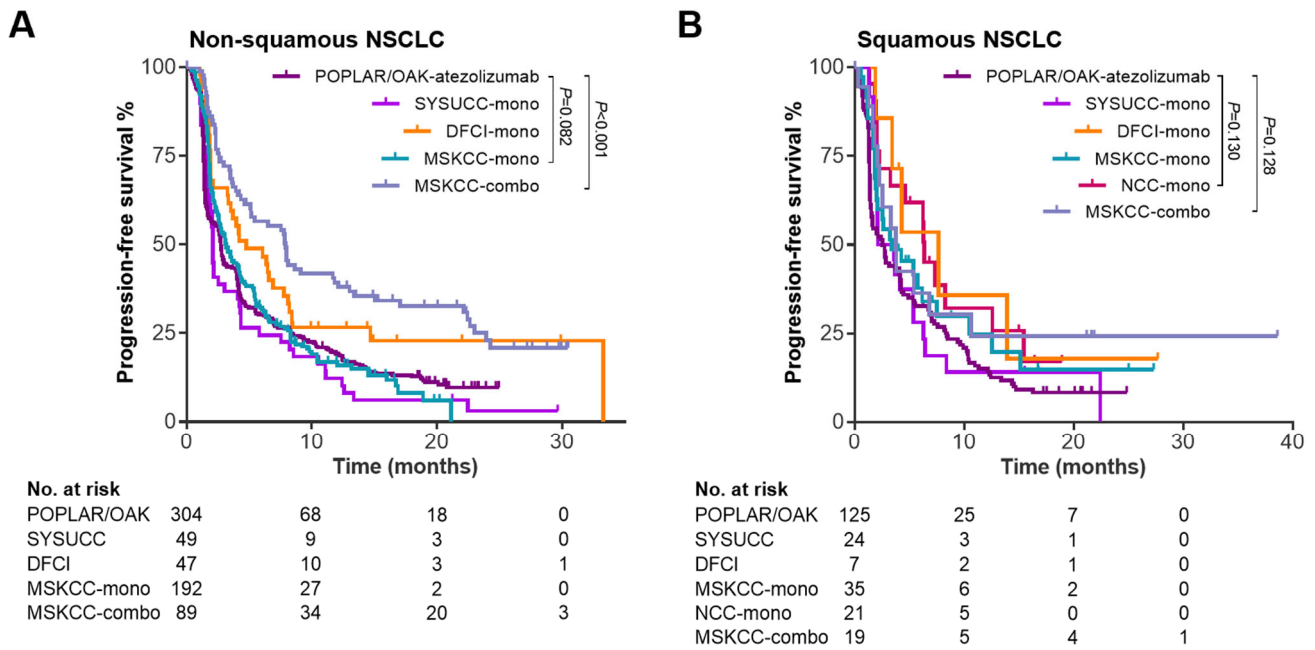 A
Non-squamous NSCLC
Progression-free survival %
100
75
50
25
0
0 10 20 30
Time (months)
POPLAR/OAK-atezolizumab
SYSUCC-mono
DFCI-mono
MSKCC-mono
MSKCC-combo
P=0.082
P<0.001
No. at risk
POPLAR/OAK 304 68 18 0
SYSUCC 49 9 3 0
DFCI 47 10 3 1
MSKCC-mono 192 27 2 0
MSKCC-combo 89 34 20 3
B
Squamous NSCLC
Progression-free survival %
100
75
50
25
0
0 10 20 30 40
Time (months)
POPLAR/OAK-atezolizumab
SYSUCC-mono
DFCI-mono
MSKCC-mono
NCC-mono
MSKCC-combo
P=0.130
P=0.128
No. at risk
POPLAR/OAK 125 25 7 0
SYSUCC 24 3 1 0
DFCI 7 2 1 0
MSKCC-mono 35 6 2 0
NCC-mono 21 5 0 0
MSKCC-combo 19 5 4 1